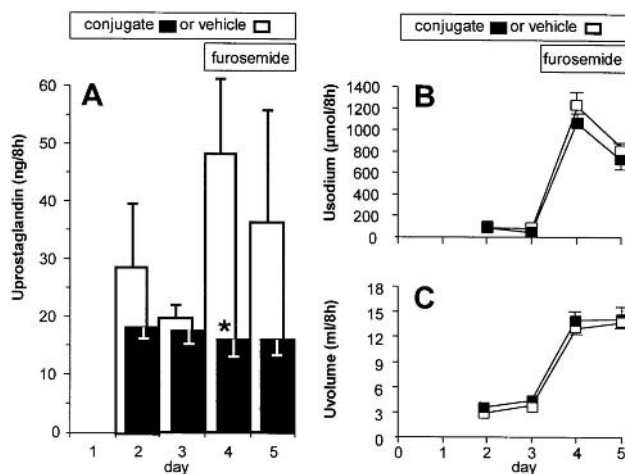 conjugate or vehicle
furosemide
A
Uprostaglandin (ng/8h)
60
50
40
30
20
10
0
*
1 2 3 4 5
day
conjugate or vehicle
furosemide
B
Usodium (µmol/8h)
1400
1200
1000
800
600
400
200
0
C
Uvolume (ml/8h)
18
15
12
9
6
3
0
0 1 2 3 4 5
day